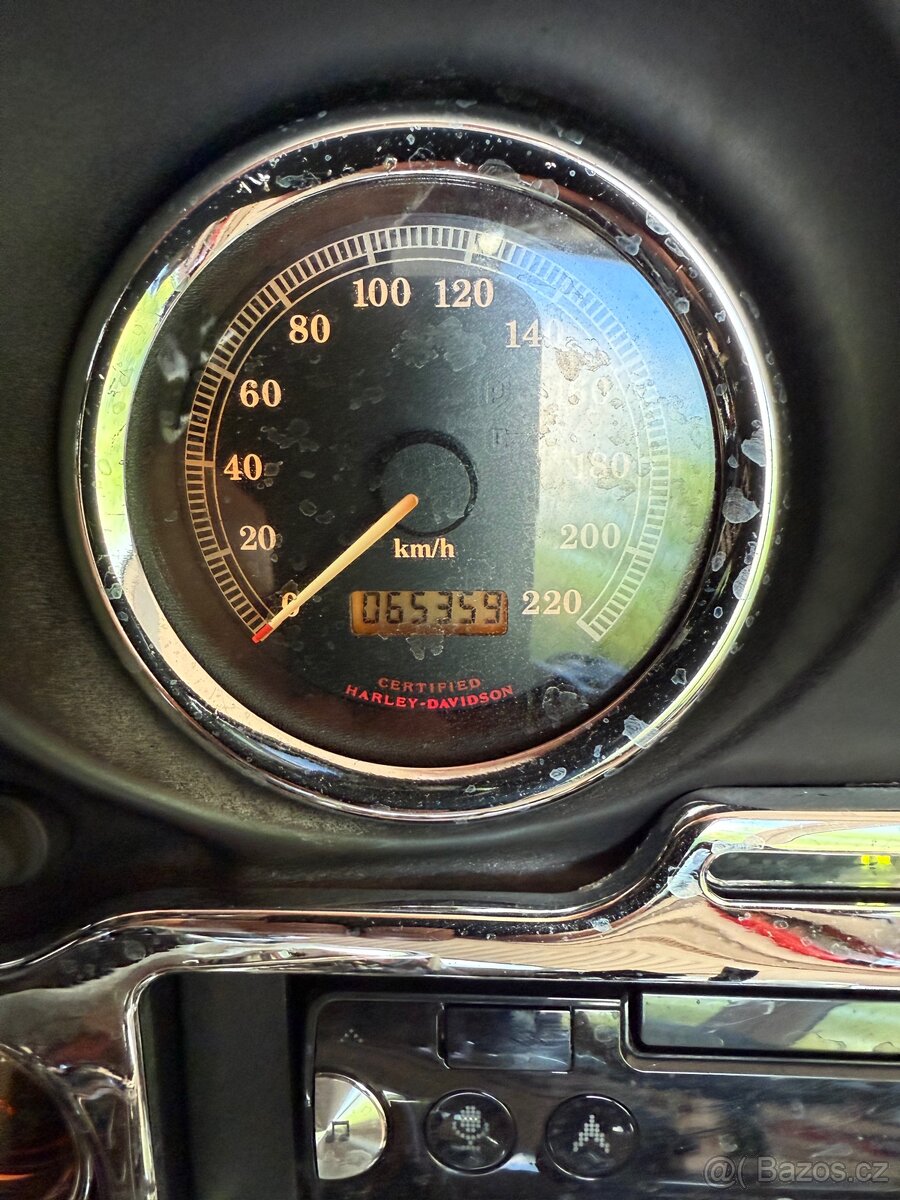 100 120
80 140
60
40 180
20 200
km/h
0 065359 220
CERTIFIED
HARLEY-DAVIDSON
@( Bazos.cz